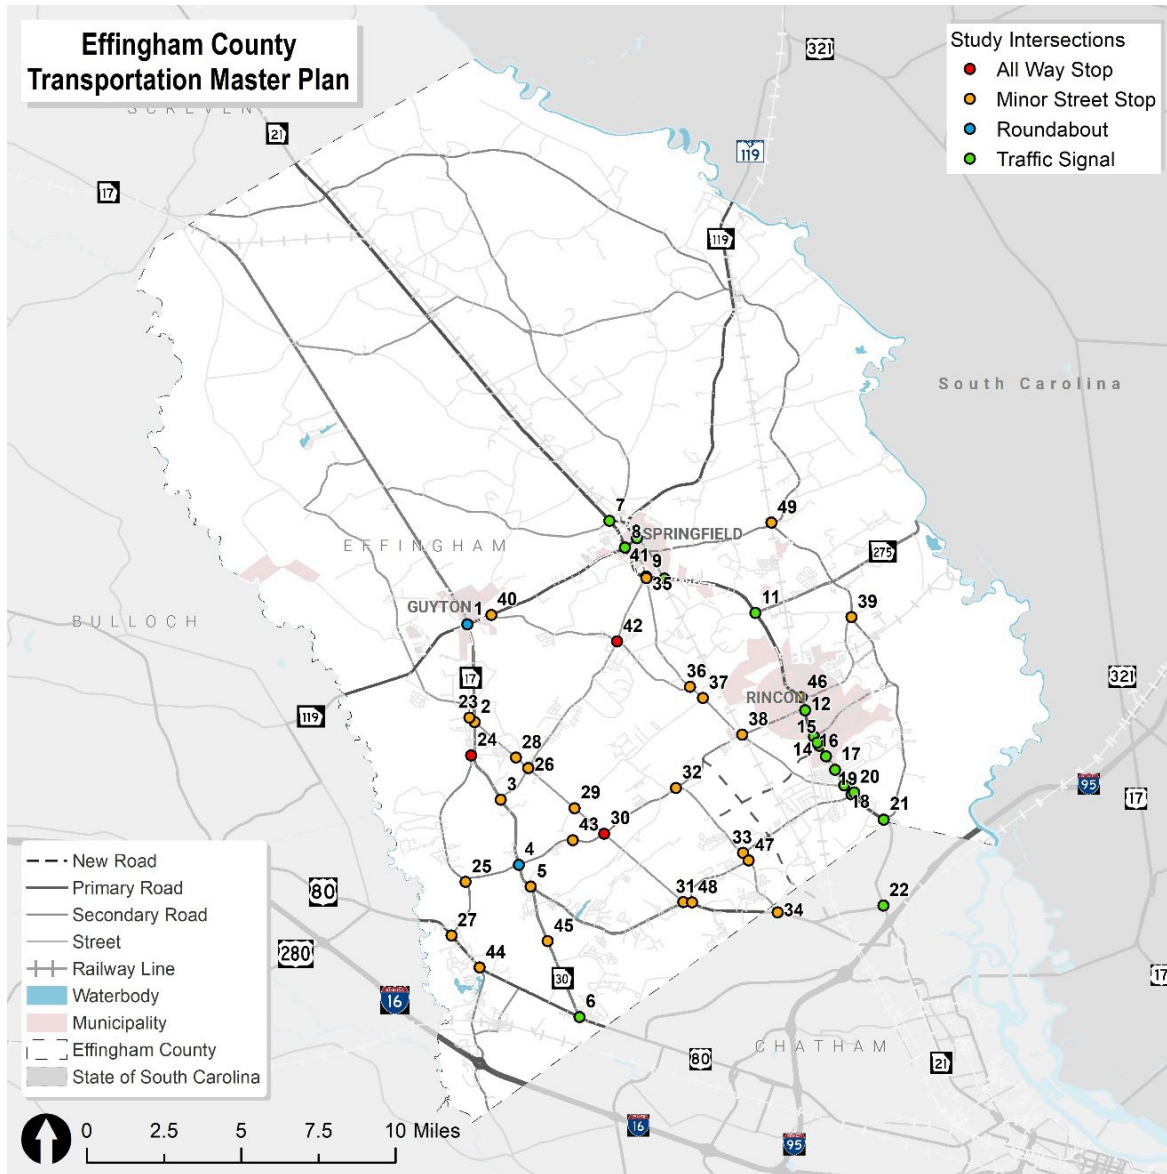 Effingham County
Transportation Master Plan
Study Intersections
All Way Stop
Minor Street Stop
Roundabout
Traffic Signal
321
SCREVEN
21
119
17
119
South Carolina
7
49
8
SPRINGFIELD
EFFINGHAM
41
9
275
35
GUYTON
1
40
11
39
BULLOCH
42
17
36
37
321
46
RINCON
12
119
23
2
38
15
24
28
16
14
17
26
32
19
20
95
3
18
17
29
30
21
43
33
47
4
25
5
31
48
22
80
34
27
45
280
44
30
17
16
6
CHATHAM
80
21
16
95
New Road
Primary Road
Secondary Road
Street
Railway Line
Waterbody
Municipality
Effingham County
State of South Carolina
0 2.5 5 7.5 10 Miles